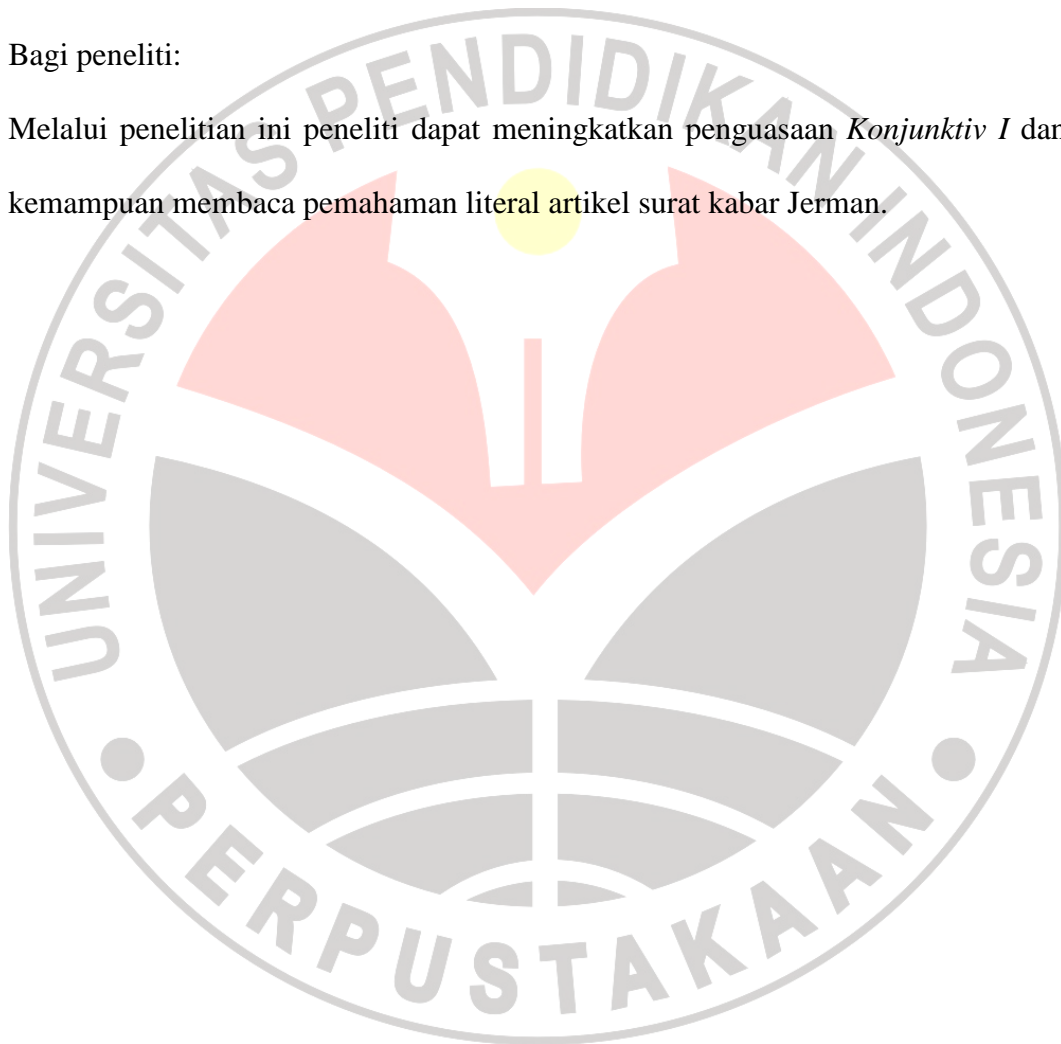 Bagi peneliti:
Melalui penelitian ini peneliti dapat meningkatkan penguasaan Konjunktiv I dan
kemampuan membaca pemahaman literal artikel surat kabar Jerman.
UNIVERSITAS PENDIDIKAN INDONESIA
PERPUSTAKAAN